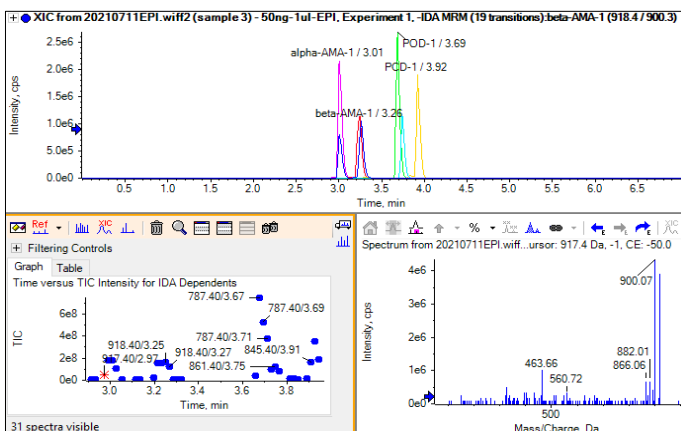 XIC from 20210711EPI.wiff2 (sample 3) - 50ng-1ul-EPI, Experiment 1, -IDA MRM (19 transitions):beta-AMA-1 (918.4 / 900.3)
Intensity, cps
2.5e6
2.0e6
1.5e6
1.0e6
5.0e5
0.0e0
alpha-AMA-1 / 3.01
beta-AMA-1 / 3.26
POD-1 / 3.69
PCD-1 / 3.92
0.5 1.0 1.5 2.0 2.5 3.0 3.5 4.0 4.5 5.0 5.5 6.0 6.5
Time, min
Ref
XIC
Filtering Controls
Graph Table
Time versus TIC Intensity for IDA Dependents
TIC
6e8
4e8
2e8
0e0
787.40/3.67
787.40/3.69
787.40/3.71
918.40/3.25
845.40/3.91
917.40/2.97
918.40/3.27
861.40/3.75
3.0 3.2 3.4 3.6 3.8
Time, min
31 spectra visible
%
XIC
Spectrum from 20210711EPI.wiff...ursor: 917.4 Da, -1, CE: -50.0
Intensity, cps
4e6
3e6
2e6
1e6
0e0
900.07
882.01
866.06
463.66
560.72
500
Mass/Charge, Da